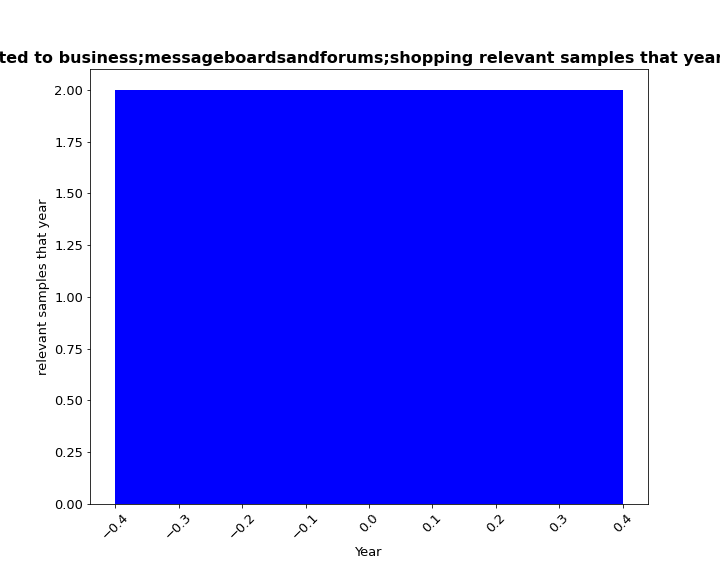 ted to business;messageboardsandforums;shopping relevant samples that year
2.00
1.75
1.50
1.25
1.00
0.75
0.50
0.25
0.00
relevant samples that year
−0.4 −0.3 −0.2 −0.1 0.0 0.1 0.2 0.3 0.4
Year